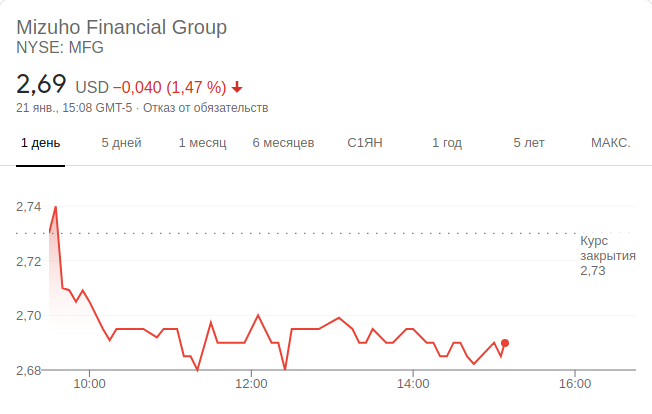 Mizuho Financial Group
NYSE: MFG
2,69 USD −0,040 (1,47 %)
21 янв., 15:08 GMT-5 · Отказ от обязательств
1 день 5 дней 1 месяц 6 месяцев С1ЯН 1 год 5 лет МАКС.
2,74
Курс
закрытия
2,73
2,72
2,70
2,68
10:00 12:00 14:00 16:00